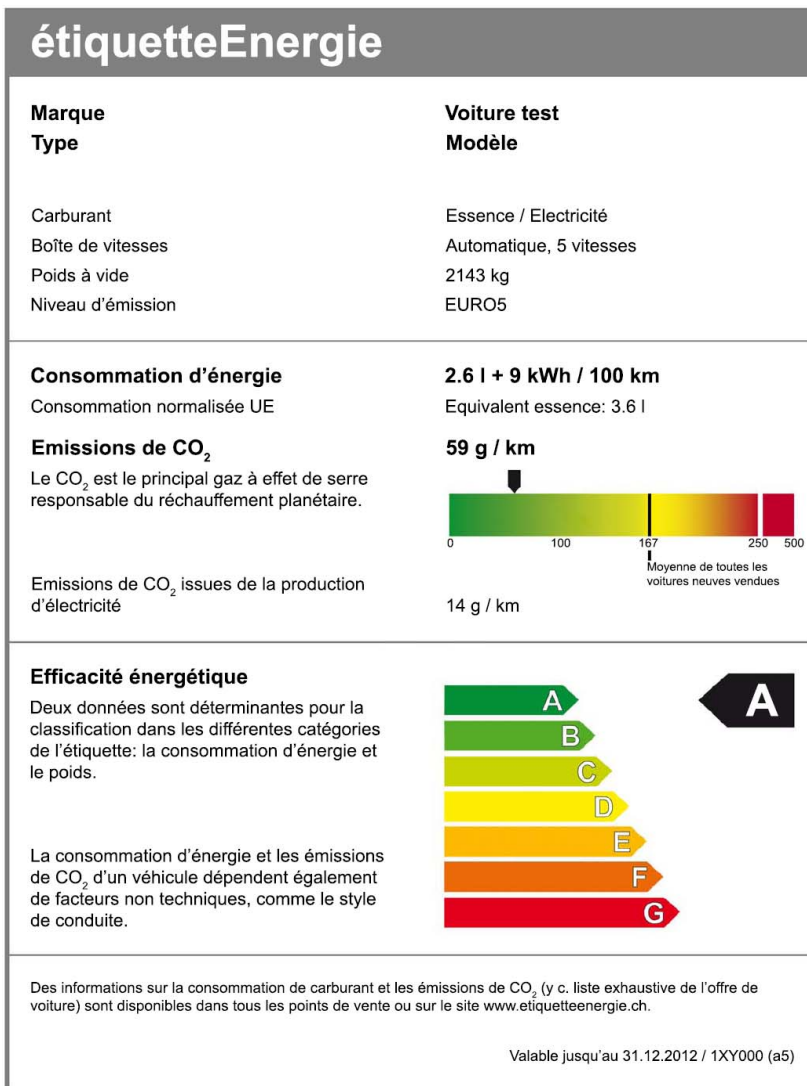 étiquetteEnergie
Marque Voiture test
Type Modèle
Carburant Essence / Electricité
Boîte de vitesses Automatique, 5 vitesses
Poids à vide 2143 kg
Niveau d’émission EURO5
Consommation d’énergie 2.6 l + 9 kWh / 100 km
Consommation normalisée UE Equivalent essence: 3.6 l
Emissions de CO₂ 59 g / km
Le CO₂ est le principal gaz à effet de serre
responsable du réchauffement planétaire.
0 100 167 250 500
Moyenne de toutes les
voitures neuves vendues
Emissions de CO₂ issues de la production
d’électricité 14 g / km
Efficacité énergétique
Deux données sont déterminantes pour la
classification dans les différentes catégories
de l’étiquette: la consommation d’énergie et
le poids.
La consommation d’énergie et les émissions
de CO₂ d’un véhicule dépendent également
de facteurs non techniques, comme le style
de conduite.
A A
B
C
D
E
F
G
Des informations sur la consommation de carburant et les émissions de CO₂ (y c. liste exhaustive de l’offre de
voiture) sont disponibles dans tous les points de vente ou sur le site www.etiquetteenergie.ch.
Valable jusqu’au 31.12.2012 / 1XY000 (a5)